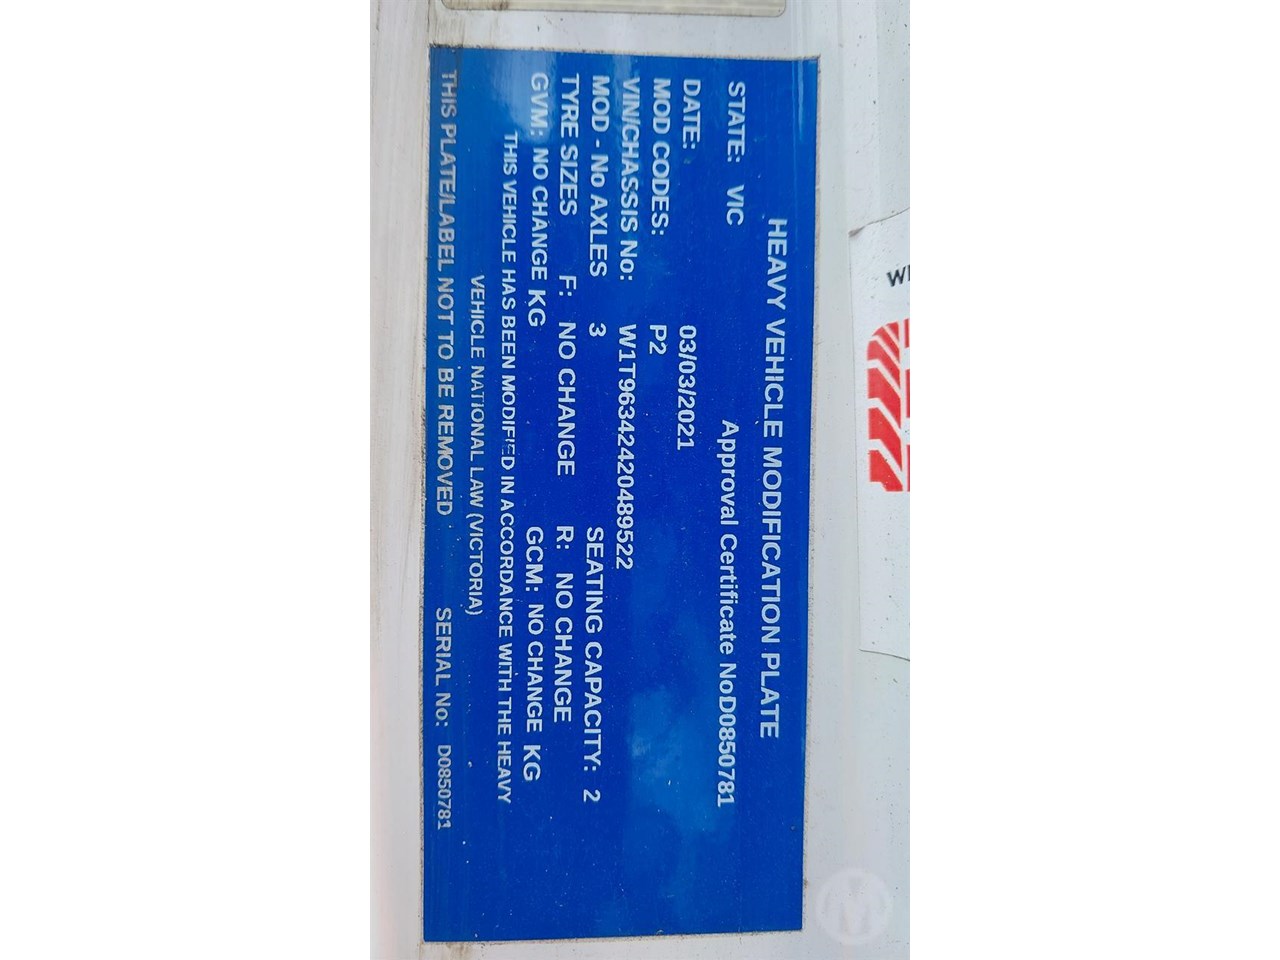 HEAVY VEHICLE MODIFICATION PLATE
STATE: VIC Approval Certificate NoD0850781
DATE: 03/03/2021
MOD CODES: P2
VIN/CHASSIS No: W1T96342420489522
MOD - No AXLES 3 SEATING CAPACITY: 2
TYRE SIZES F: NO CHANGE R: NO CHANGE
GVM: NO CHANGE KG GCM: NO CHANGE KG
THIS VEHICLE HAS BEEN MODIFIED IN ACCORDANCE WITH THE HEAVY
VEHICLE NATIONAL LAW (VICTORIA)
THIS PLATE/LABEL NOT TO BE REMOVED SERIAL No: D0850781